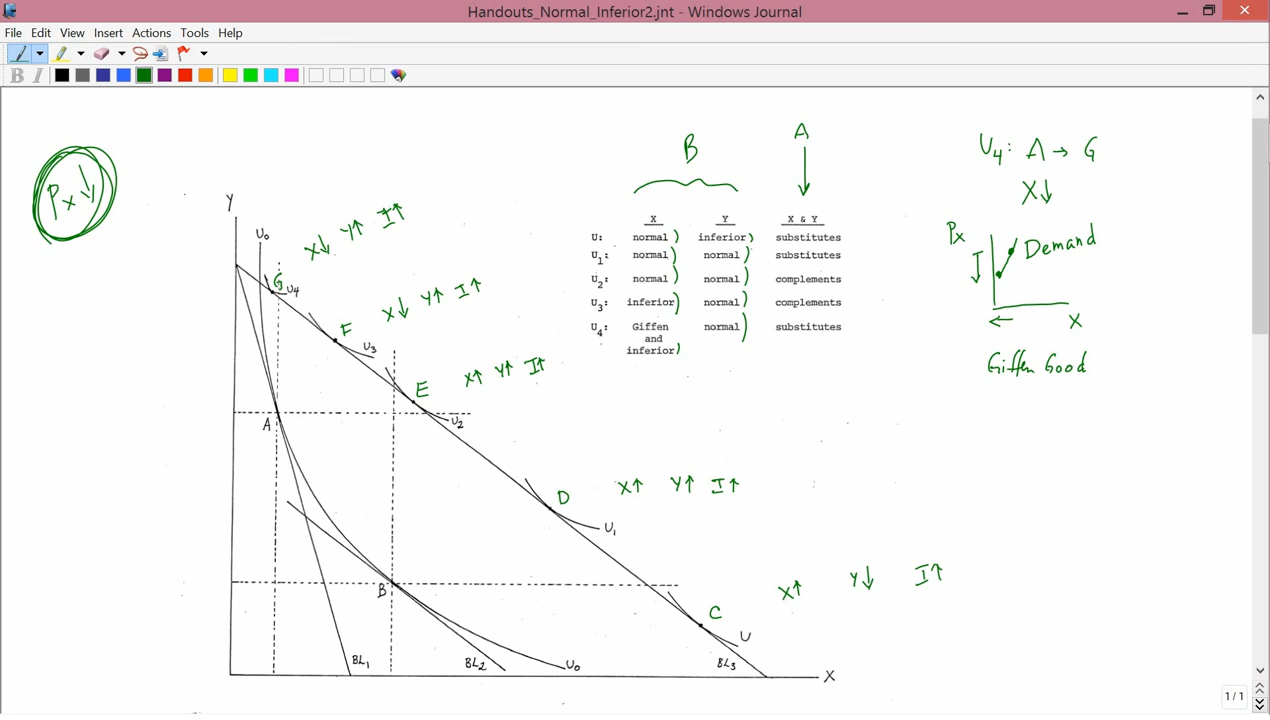 Handouts_Normal_Inferior2.jnt - Windows Journal
File Edit View Insert Actions Tools Help
B I
Px↓
B
A
U4: A → G
X↓
Px
Demand
X
Giffen Good
X Y X & Y
U: normal) inferior) substitutes
U1: normal) normal) substitutes
U2: normal) normal) complements
U3: inferior) normal) complements
U4: Giffen normal) substitutes
and
inferior)
Y
U0
X↓ Y↑ I↑
G
U4
F
X↓ Y↑ I↑
U3
E
X↑ Y↑ I↑
U2
A
D
X↑ Y↑ I↑
U1
B
C
X↑ Y↓ I↑
U
BL1
BL2
U0
BL3
X
1 / 1